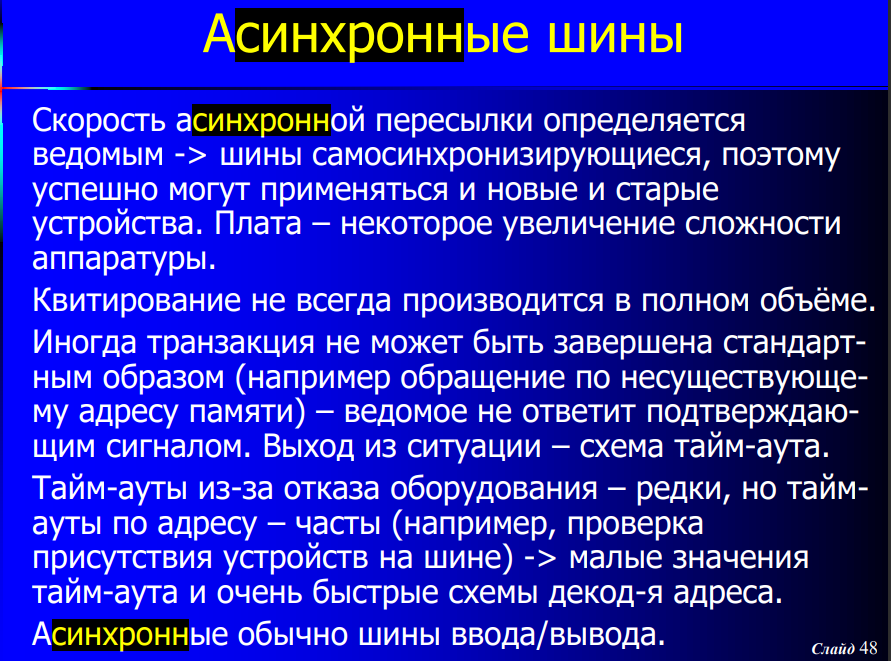 Асинхронные шины
Скорость асинхронной пересылки определяется
ведомым -> шины самосинхронизирующиеся, поэтому
успешно могут применяться и новые и старые
устройства. Плата – некоторое увеличение сложности
аппаратуры.
Квитирование не всегда производится в полном объёме.
Иногда транзакция не может быть завершена стандарт-
ным образом (например обращение по несуществующе-
му адресу памяти) – ведомое не ответит подтверждаю-
щим сигналом. Выход из ситуации – схема тайм-аута.
Тайм-ауты из-за отказа оборудования – редки, но тайм-
ауты по адресу – часты (например, проверка
присутствия устройств на шине) -> малые значения
тайм-аута и очень быстрые схемы декод-я адреса.
Асинхронные обычно шины ввода/вывода.
Слайд 48